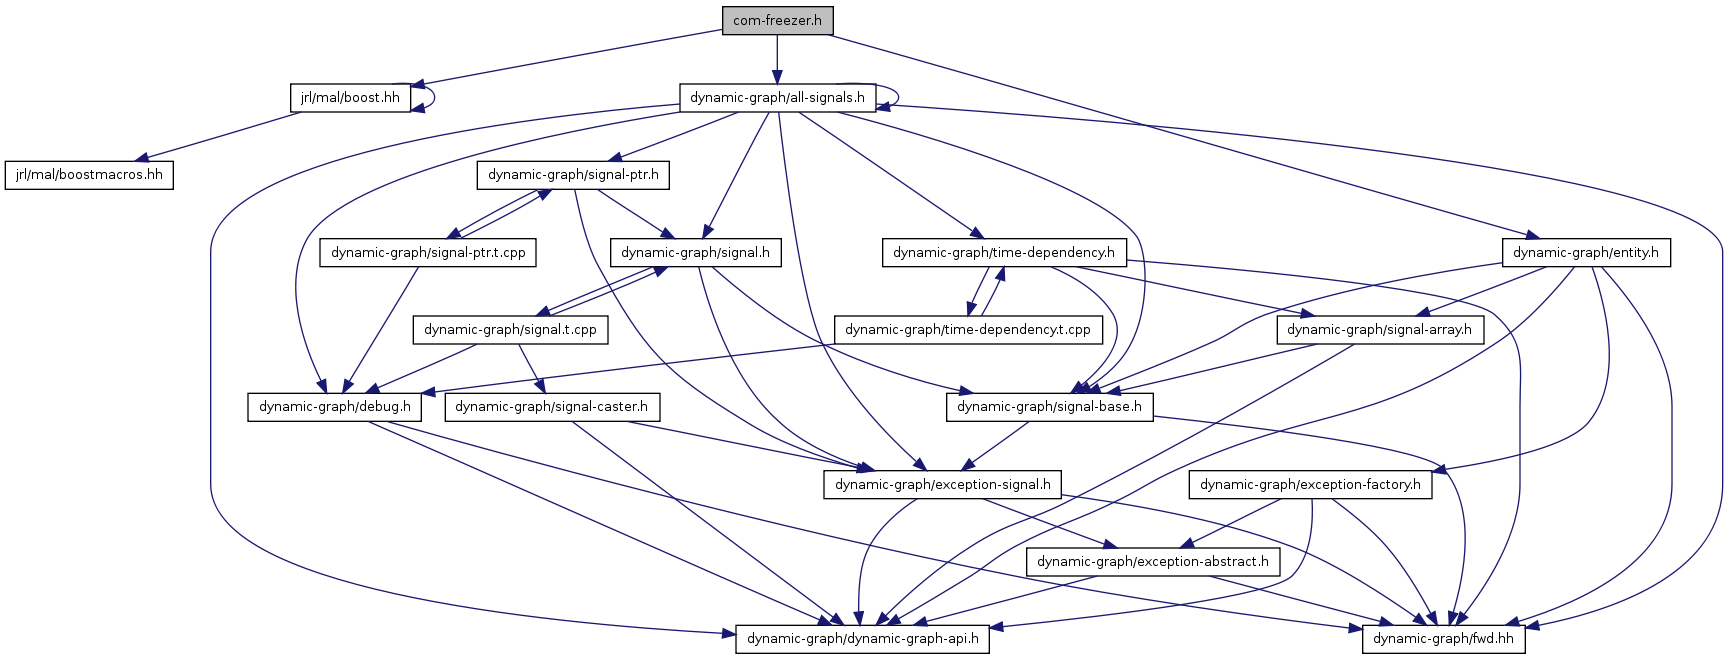 com-freezer.h
jrl/mal/boost.hh
dynamic-graph/all-signals.h
jrl/mal/boostmacros.hh
dynamic-graph/signal-ptr.h
dynamic-graph/signal-ptr.t.cpp
dynamic-graph/signal.h
dynamic-graph/time-dependency.h
dynamic-graph/entity.h
dynamic-graph/signal.t.cpp
dynamic-graph/time-dependency.t.cpp
dynamic-graph/signal-array.h
dynamic-graph/debug.h
dynamic-graph/signal-caster.h
dynamic-graph/signal-base.h
dynamic-graph/exception-signal.h
dynamic-graph/exception-factory.h
dynamic-graph/exception-abstract.h
dynamic-graph/dynamic-graph-api.h
dynamic-graph/fwd.hh